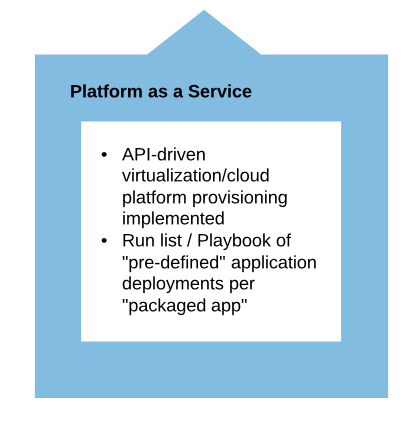 Platform as a Service
• API-driven
virtualization/cloud
platform provisioning
implemented
• Run list / Playbook of
"pre-defined" application
deployments per
"packaged app"